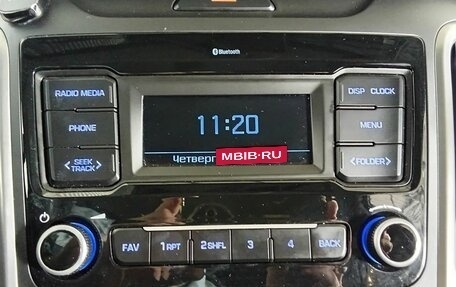 Bluetooth
RADIO MEDIA
DISP CLOCK
11:20
PHONE
MENU
Четверг
MBIB·RU
<SEEK TRACK>
<FOLDER>
FAV
1 RPT
2 SHFL
3
4
BACK